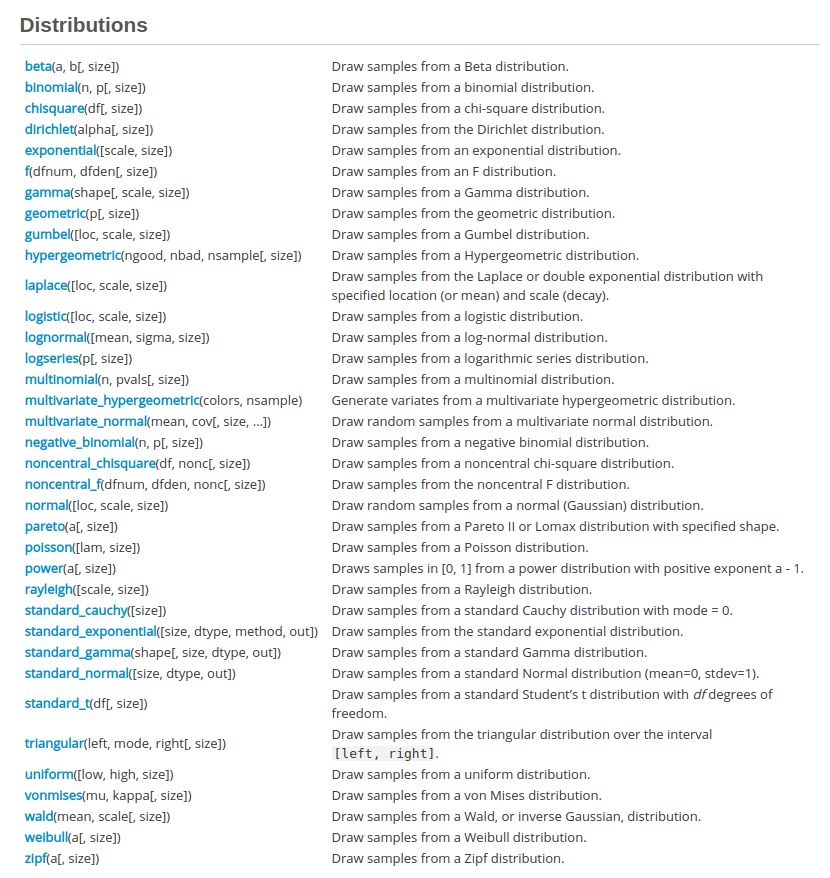 Distributions
beta(a, b[, size]) Draw samples from a Beta distribution.
binomial(n, p[, size]) Draw samples from a binomial distribution.
chisquare(df[, size]) Draw samples from a chi-square distribution.
dirichlet(alpha[, size]) Draw samples from the Dirichlet distribution.
exponential([scale, size]) Draw samples from an exponential distribution.
f(dfnum, dfden[, size]) Draw samples from an F distribution.
gamma(shape[, scale, size]) Draw samples from a Gamma distribution.
geometric(p[, size]) Draw samples from the geometric distribution.
gumbel([loc, scale, size]) Draw samples from a Gumbel distribution.
hypergeometric(ngood, nbad, nsample[, size]) Draw samples from a Hypergeometric distribution.
laplace([loc, scale, size]) Draw samples from the Laplace or double exponential distribution with
specified location (or mean) and scale (decay).
logistic([loc, scale, size]) Draw samples from a logistic distribution.
lognormal([mean, sigma, size]) Draw samples from a log-normal distribution.
logseries(p[, size]) Draw samples from a logarithmic series distribution.
multinomial(n, pvals[, size]) Draw samples from a multinomial distribution.
multivariate_hypergeometric(colors, nsample) Generate variates from a multivariate hypergeometric distribution.
multivariate_normal(mean, cov[, size, …]) Draw random samples from a multivariate normal distribution.
negative_binomial(n, p[, size]) Draw samples from a negative binomial distribution.
noncentral_chisquare(df, nonc[, size]) Draw samples from a noncentral chi-square distribution.
noncentral_f(dfnum, dfden, nonc[, size]) Draw samples from the noncentral F distribution.
normal([loc, scale, size]) Draw random samples from a normal (Gaussian) distribution.
pareto(a[, size]) Draw samples from a Pareto II or Lomax distribution with specified shape.
poisson([lam, size]) Draw samples from a Poisson distribution.
power(a[, size]) Draws samples in [0, 1] from a power distribution with positive exponent a - 1.
rayleigh([scale, size]) Draw samples from a Rayleigh distribution.
standard_cauchy([size]) Draw samples from a standard Cauchy distribution with mode = 0.
standard_exponential([size, dtype, method, out]) Draw samples from the standard exponential distribution.
standard_gamma(shape[, size, dtype, out]) Draw samples from a standard Gamma distribution.
standard_normal([size, dtype, out]) Draw samples from a standard Normal distribution (mean=0, stdev=1).
standard_t(df[, size]) Draw samples from a standard Student’s t distribution with df degrees of
freedom.
triangular(left, mode, right[, size]) Draw samples from the triangular distribution over the interval
[left, right].
uniform([low, high, size]) Draw samples from a uniform distribution.
vonmises(mu, kappa[, size]) Draw samples from a von Mises distribution.
wald(mean, scale[, size]) Draw samples from a Wald, or inverse Gaussian, distribution.
weibull(a[, size]) Draw samples from a Weibull distribution.
zipf(a[, size]) Draw samples from a Zipf distribution.